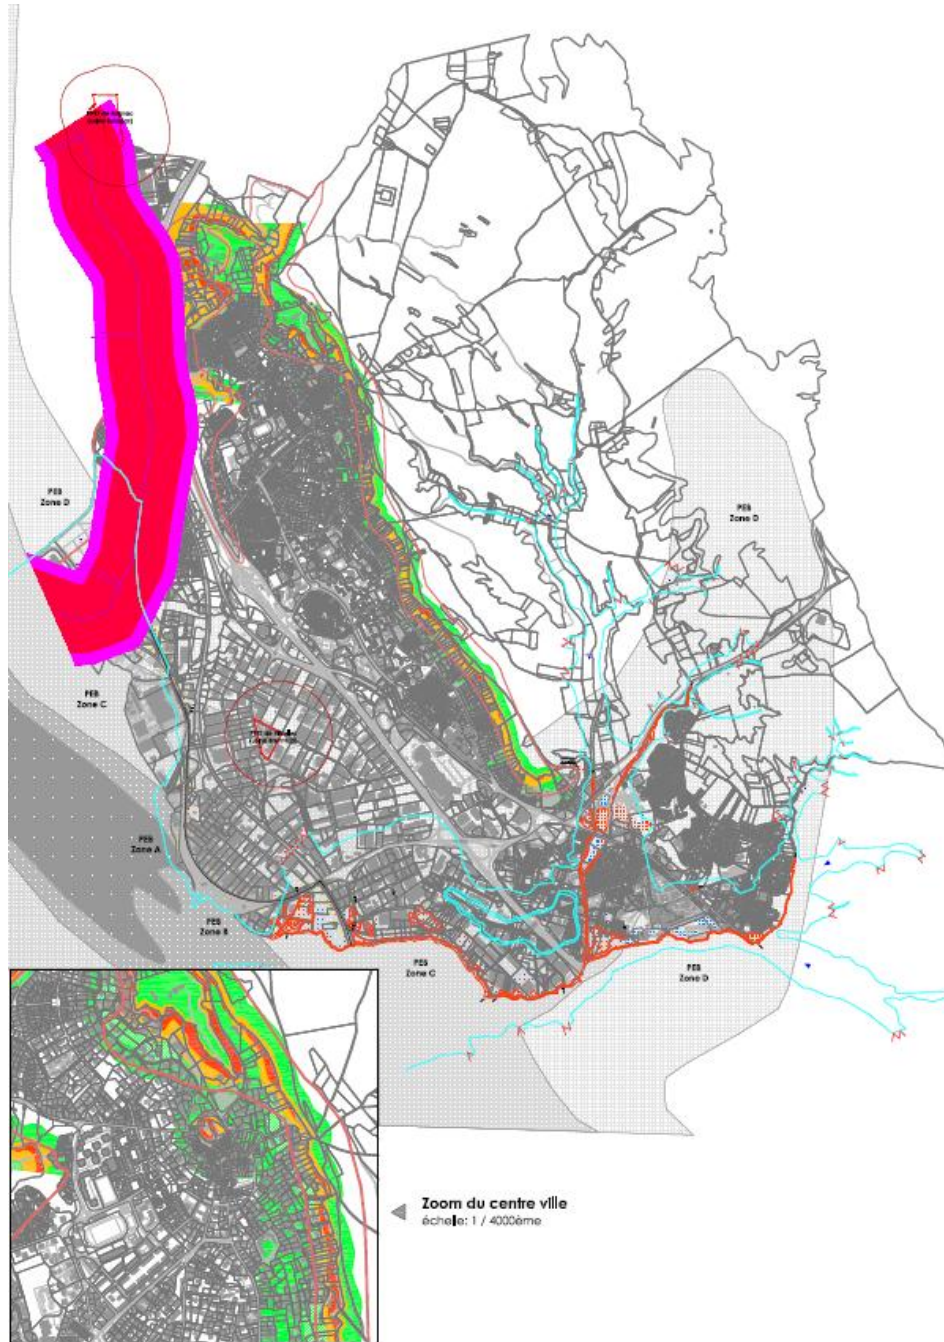 PEB
Zone D
PEB
Zone D
PEB
Zone C
PEB
Zone A
PEB
Zone B
PEB
Zone C
PEB
Zone D
Zoom du centre ville
échelle: 1 / 4000ème